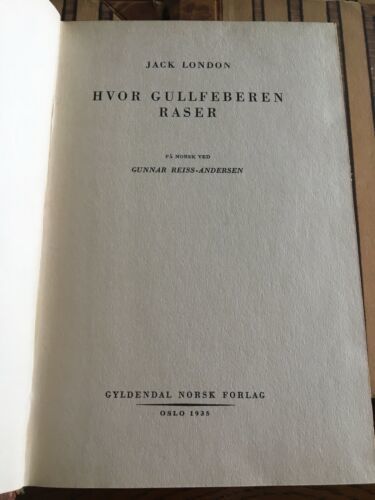 JACK LONDON
HVOR GULLFEBEREN
RASER
PÅ NORSK VED
GUNNAR REISS-ANDERSEN
GYLDENDAL NORSK FORLAG
OSLO 1935